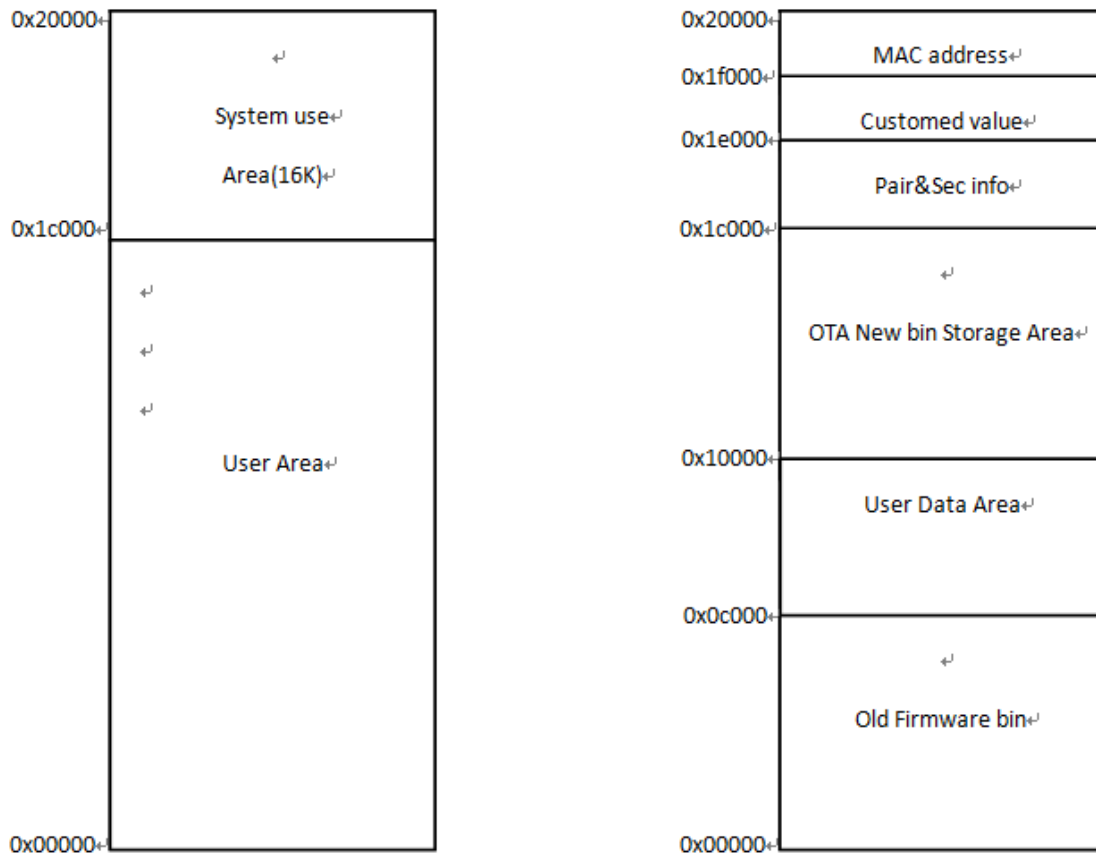 0x20000
System use
Area(16K)
0x1c000
User Area
0x00000
0x20000
MAC address
0x1f000
Customed value
0x1e000
Pair&Sec info
0x1c000
OTA New bin Storage Area
0x10000
User Data Area
0x0c000
Old Firmware bin
0x00000